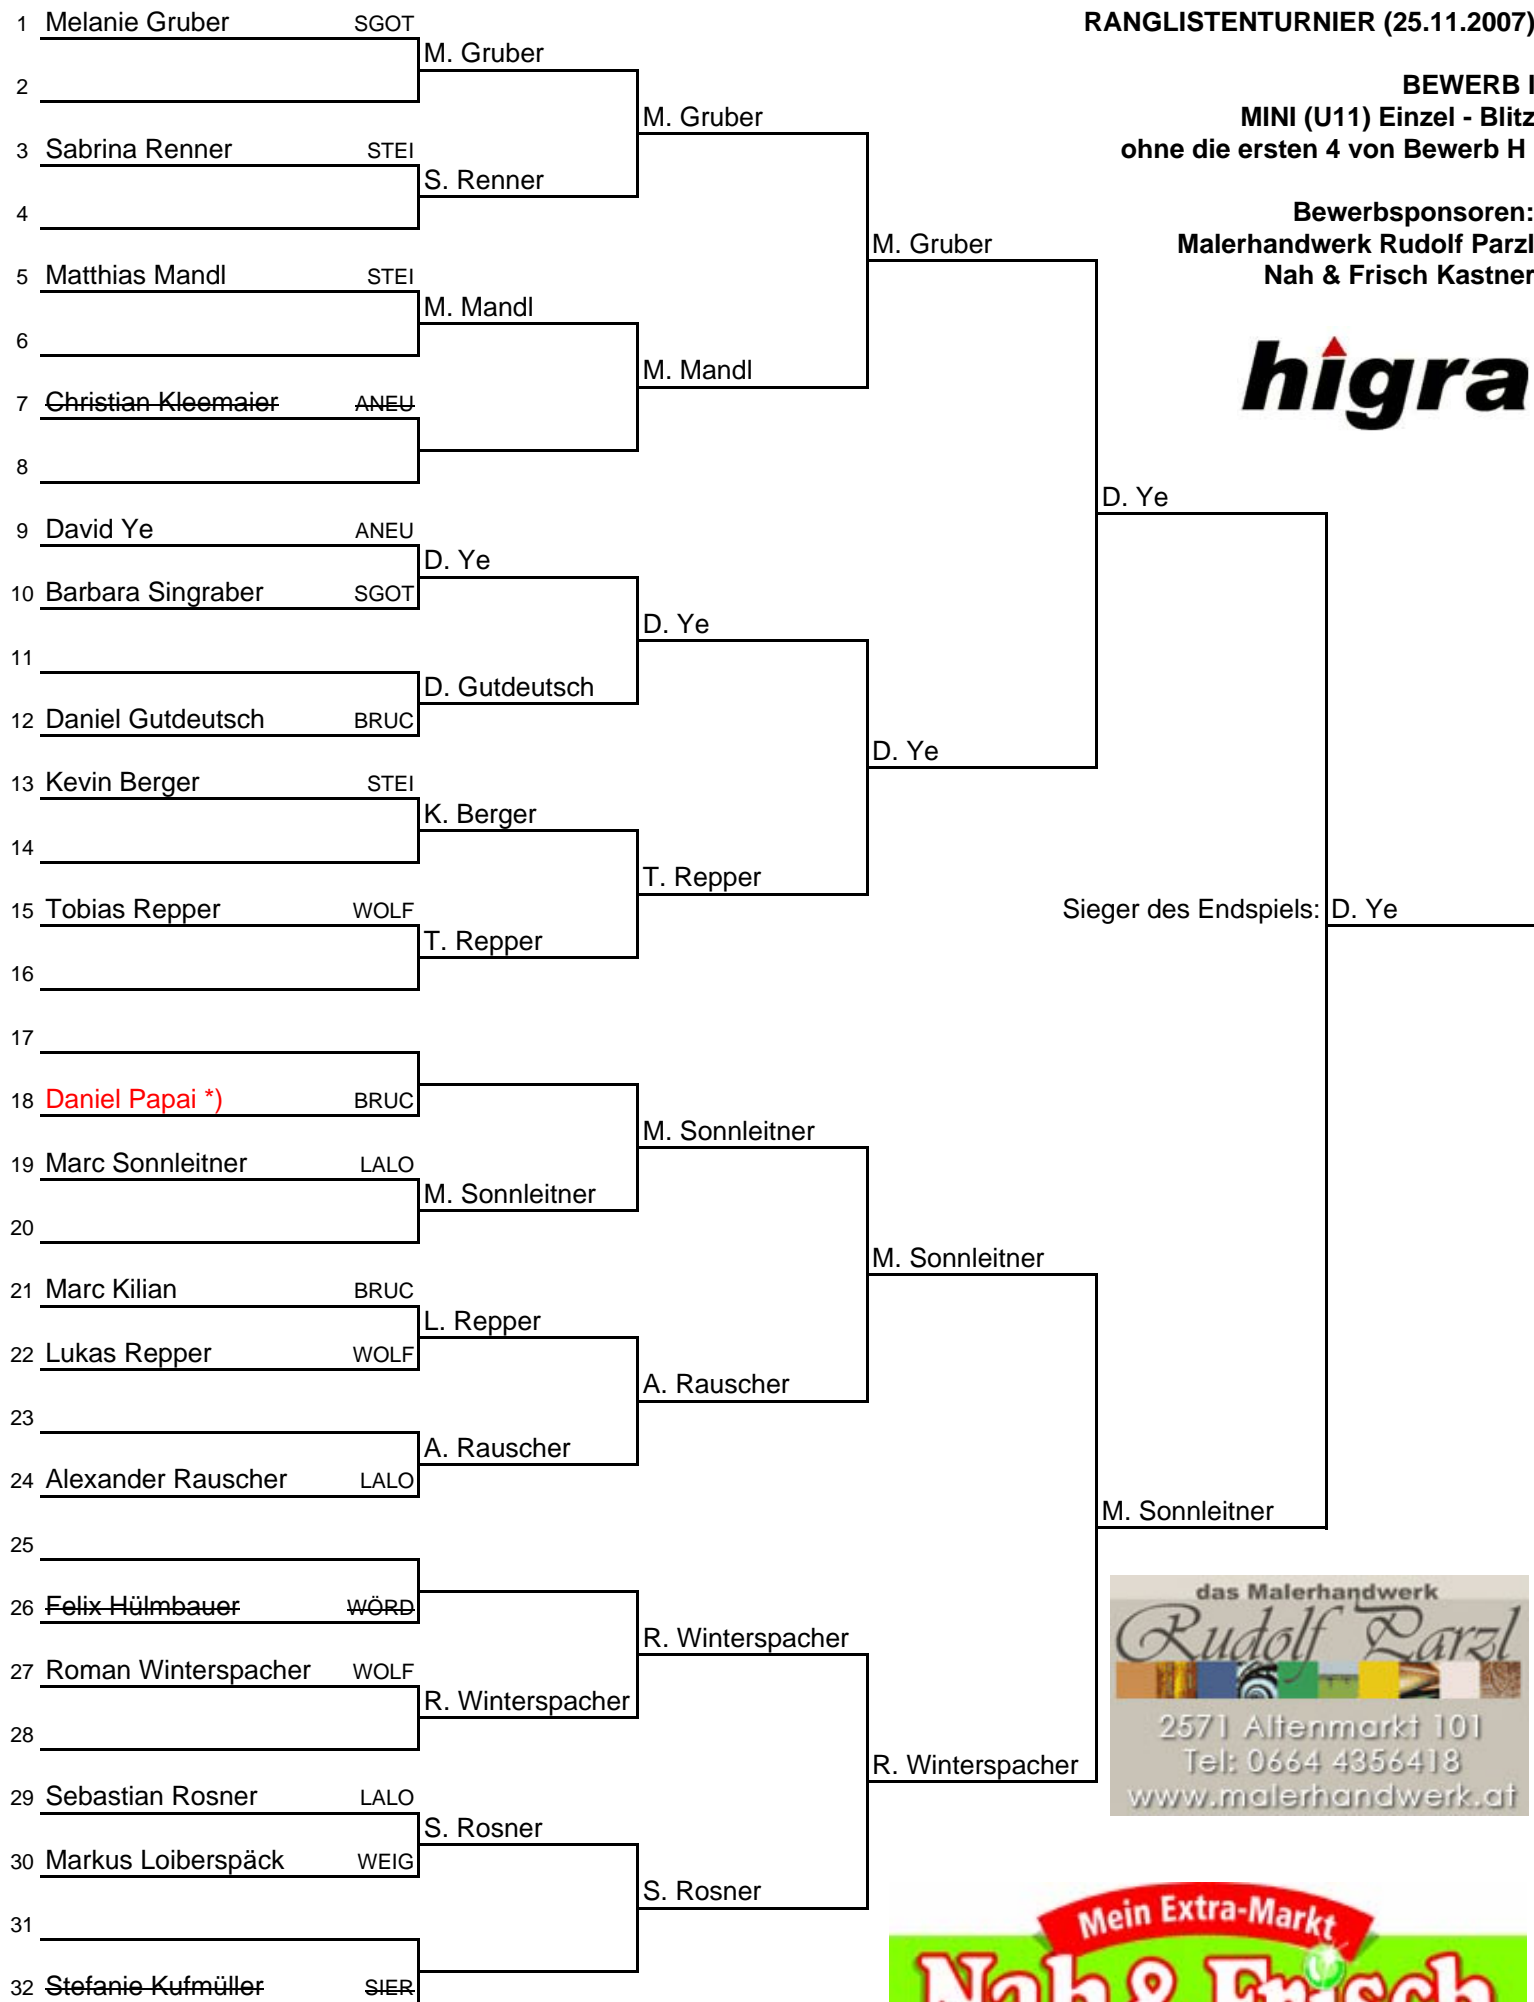 RANGLISTENTURNIER (25.11.2007)
BEWERB I
MINI (U11) Einzel - Blitz
ohne die ersten 4 von Bewerb H
Bewerbsponsoren:
Malerhandwerk Rudolf Parzl
Nah & Frisch Kastner
higra
1 Melanie Gruber SGOT
2
3 Sabrina Renner STEI
4
5 Matthias Mandl STEI
6
7 Christian Kleemaier ANEU
8
9 David Ye ANEU
10 Barbara Singraber SGOT
11
12 Daniel Gutdeutsch BRUC
13 Kevin Berger STEI
14
15 Tobias Repper WOLF
16
17
18 Daniel Papai *) BRUC
19 Marc Sonnleitner LALO
20
21 Marc Kilian BRUC
22 Lukas Repper WOLF
23
24 Alexander Rauscher LALO
25
26 Felix Hülmbauer WÖRD
27 Roman Winterspacher WOLF
28
29 Sebastian Rosner LALO
30 Markus Loiberspäck WEIG
31
32 Stefanie Kufmüller SIER
M. Gruber
S. Renner
M. Mandl
D. Ye
D. Gutdeutsch
K. Berger
T. Repper
M. Sonnleitner
L. Repper
A. Rauscher
R. Winterspacher
S. Rosner
M. Gruber
M. Mandl
D. Ye
T. Repper
M. Sonnleitner
A. Rauscher
R. Winterspacher
S. Rosner
M. Gruber
D. Ye
M. Sonnleitner
R. Winterspacher
D. Ye
M. Sonnleitner
Sieger des Endspiels: D. Ye
das Malerhandwerk
Rudolf Parzl
2571 Altenmarkt 101
Tel: 0664 4356418
www.malerhandwerk.at
Mein Extra-Markt
Nah & Frisch